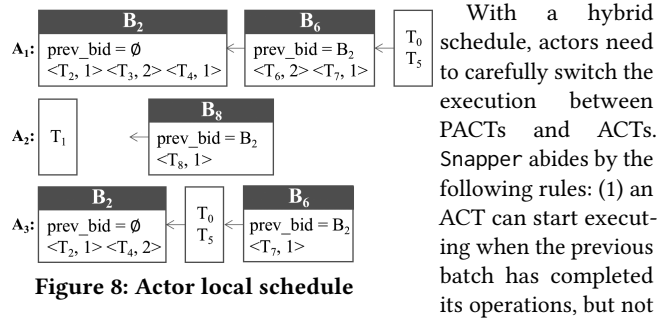 B₂
B₆
A₁:
prev_bid = Ø
<T₂, 1> <T₃, 2> <T₄, 1>
prev_bid = B₂
<T₆, 2> <T₇, 1>
T₀
T₅
B₈
A₂:
T₁
prev_bid = B₂
<T₈, 1>
B₂
B₆
A₃:
prev_bid = Ø
<T₂, 1> <T₄, 2>
T₀
T₅
prev_bid = B₂
<T₇, 1>
Figure 8: Actor local schedule
With a hybrid
schedule, actors need
to carefully switch the
execution between
PACTs and ACTs.
Snapper abides by the
following rules: (1) an
ACT can start execut-
ing when the previous
batch has completed
its operations, but not